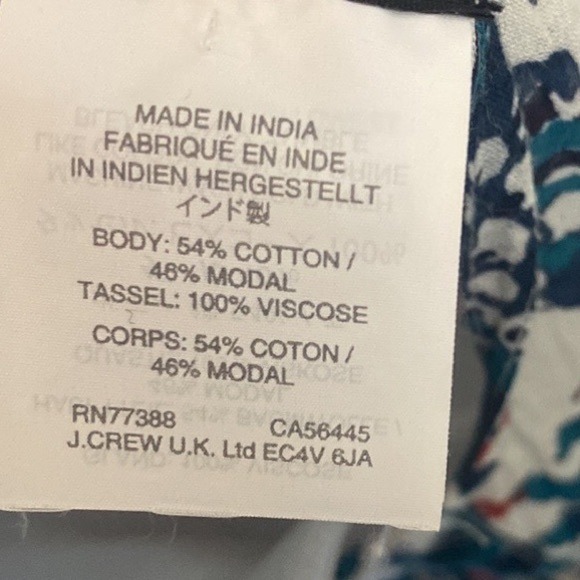 MADE IN INDIA
FABRIQUÉ EN INDE
IN INDIEN HERGESTELLT
インド製
BODY: 54% COTTON /
46% MODAL
TASSEL: 100% VISCOSE
CORPS: 54% COTON /
46% MODAL
RN77388 CA56445
J.CREW U.K. Ltd EC4V 6JA